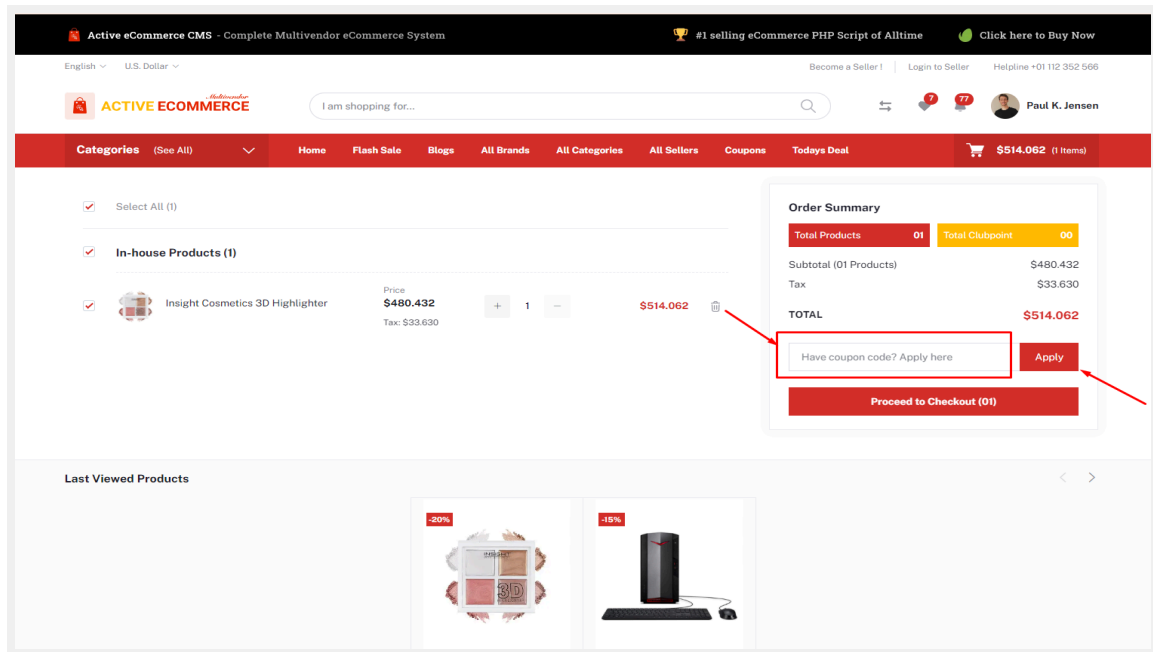 Active eCommerce CMS - Complete Multivendor eCommerce System
#1 selling eCommerce PHP Script of Alltime
Click here to Buy Now
English
U.S. Dollar
Become a Seller !
Login to Seller
Helpline +01 112 352 566
Multivendor
ACTIVE ECOMMERCE
I am shopping for...
7
77
Paul K. Jensen
Categories (See All)
Home
Flash Sale
Blogs
All Brands
All Categories
All Sellers
Coupons
Todays Deal
$514.062 (1 Items)
Select All (1)
In-house Products (1)
Insight Cosmetics 3D Highlighter
Price
$480.432
Tax: $33.630
+ 1 −
$514.062
Order Summary
Total Products 01
Total Clubpoint 00
Subtotal (01 Products) $480.432
Tax $33.630
TOTAL $514.062
Have coupon code? Apply here
Apply
Proceed to Checkout (01)
Last Viewed Products
-20%
INSIGHT
3D
-15%